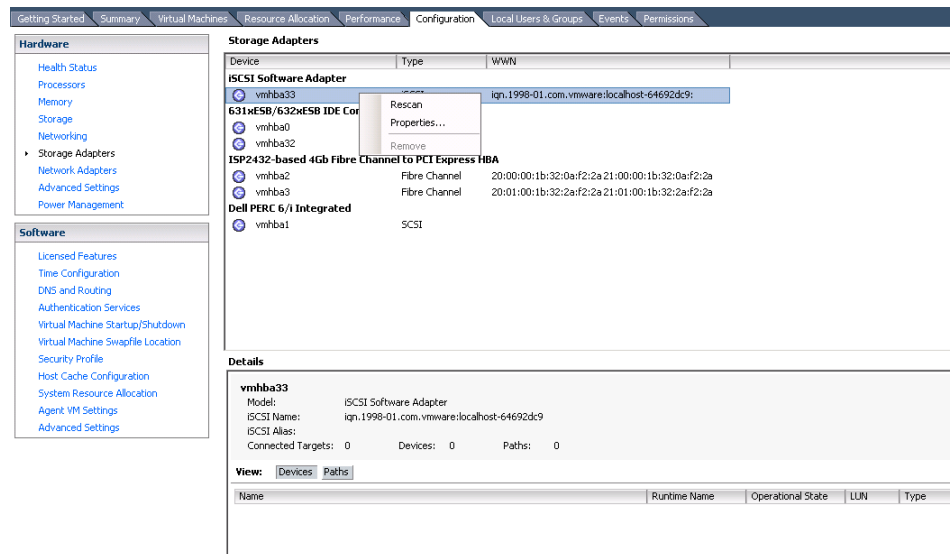 Getting Started Summary Virtual Machines Resource Allocation Performance Configuration Local Users & Groups Events Permissions
Hardware
Health Status
Processors
Memory
Storage
Networking
Storage Adapters
Network Adapters
Advanced Settings
Power Management
Software
Licensed Features
Time Configuration
DNS and Routing
Authentication Services
Virtual Machine Startup/Shutdown
Virtual Machine Swapfile Location
Security Profile
Host Cache Configuration
System Resource Allocation
Agent VM Settings
Advanced Settings
Storage Adapters
Device Type WWN
iSCSI Software Adapter
vmhba33 iqn.1998-01.com.vmware:localhost-64692dc9:
631xESB/632xESB IDE Con
vmhba0
vmhba32
Rescan
Properties...
Remove
ISP2432-based 4Gb Fibre Channel to PCI Express HBA
vmhba2 Fibre Channel 20:00:00:1b:32:0a:f2:2a 21:00:00:1b:32:0a:f2:2a
vmhba3 Fibre Channel 20:01:00:1b:32:2a:f2:2a 21:01:00:1b:32:2a:f2:2a
Dell PERC 6/i Integrated
vmhba1 SCSI
Details
vmhba33
Model: iSCSI Software Adapter
iSCSI Name: iqn.1998-01.com.vmware:localhost-64692dc9
iSCSI Alias:
Connected Targets: 0 Devices: 0 Paths: 0
View: Devices Paths
Name Runtime Name Operational State LUN Type